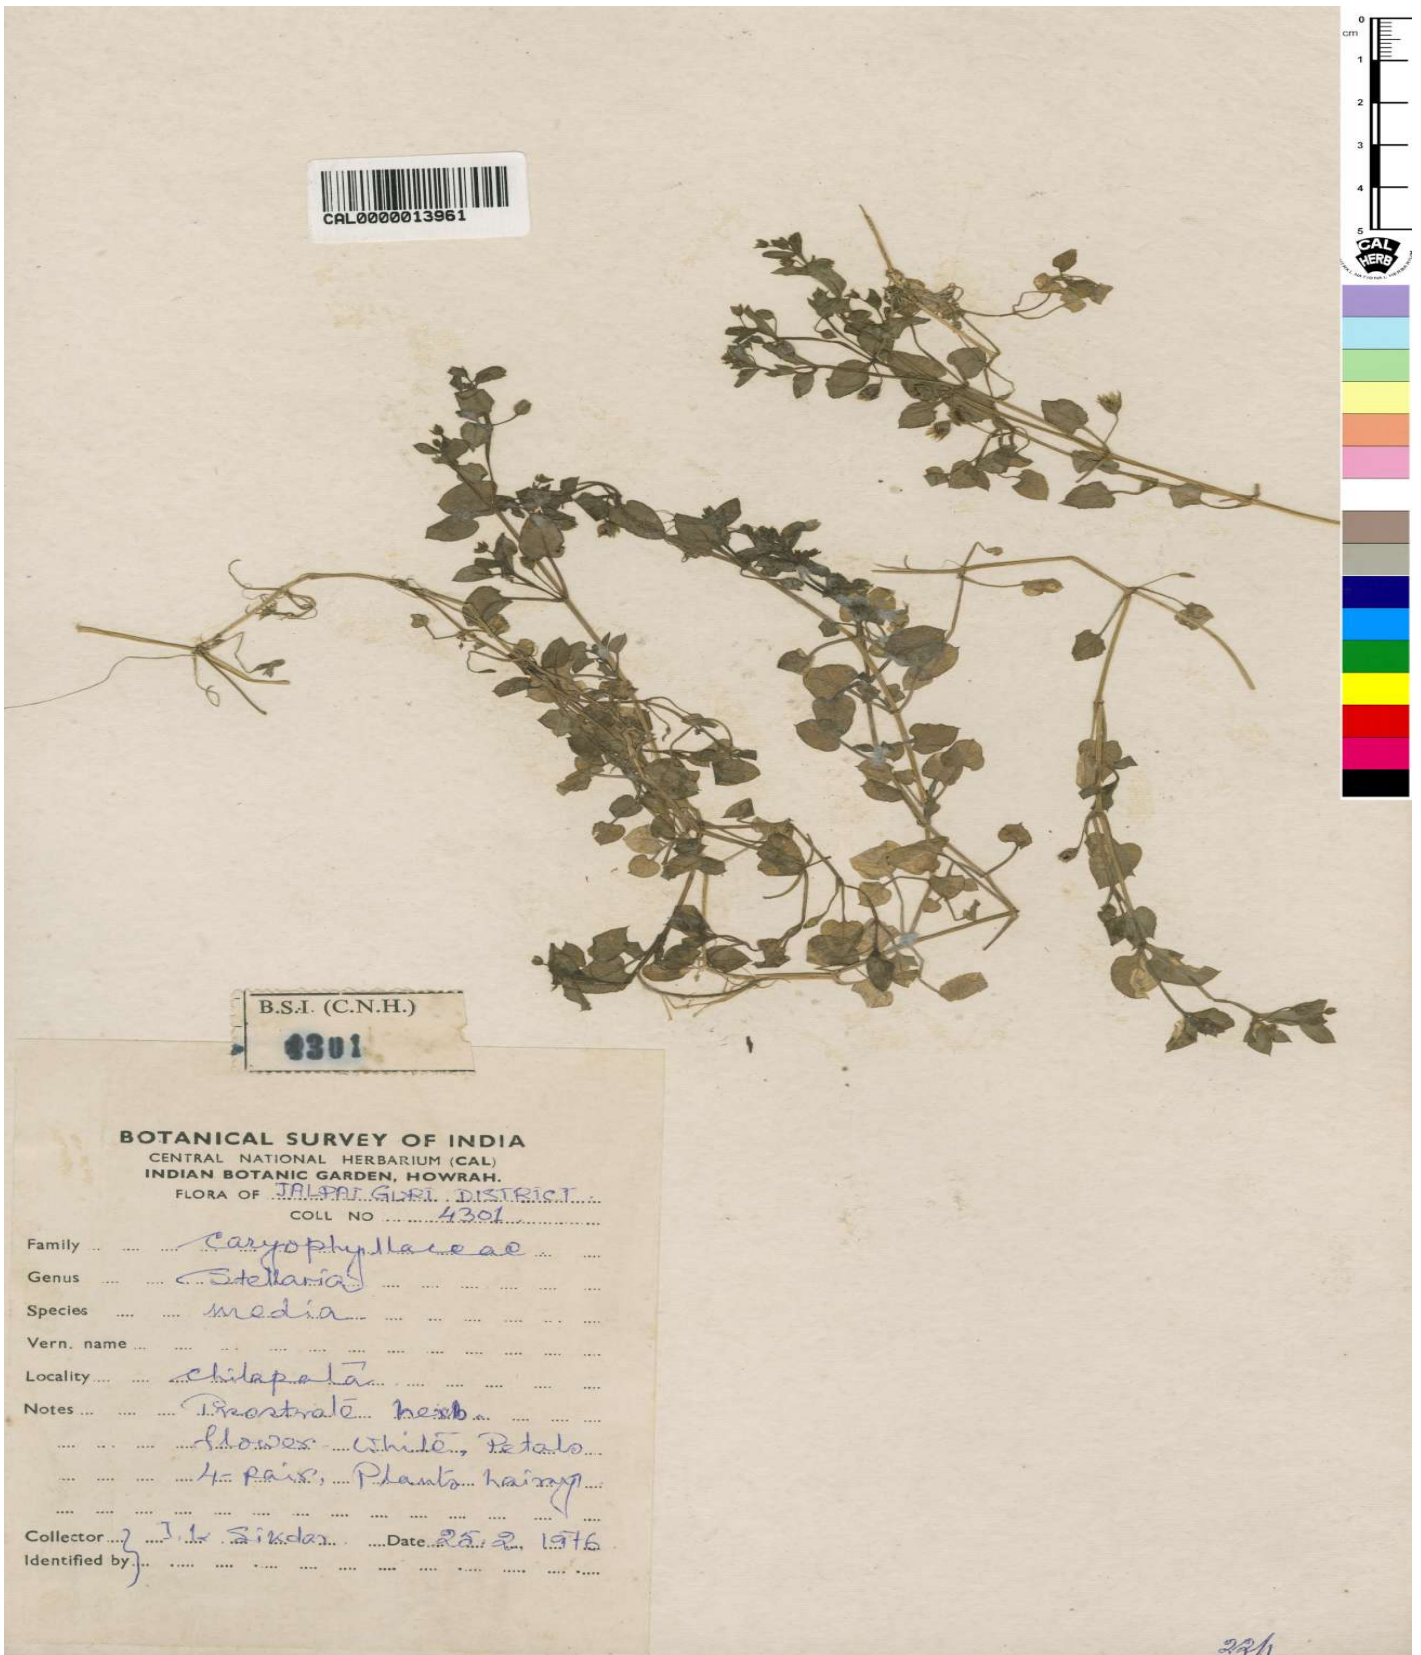 0
cm
1
2
3
4
5
CAL
HERB
CAL0000013961
B.S.I. (C.N.H.)
4301
BOTANICAL SURVEY OF INDIA
CENTRAL NATIONAL HERBARIUM (CAL)
INDIAN BOTANIC GARDEN, HOWRAH.
FLORA OF JALPAI GURI DISTRICT.
COLL NO 4301
Family Caryophyllaceae
Genus Stellaria
Species media
Vern. name
Locality Chilapata
Notes Prostrate herb.
flower white, Petals
4-pair, Plants hairy
Collector Sikdar Date 25.2.1976
Identified by